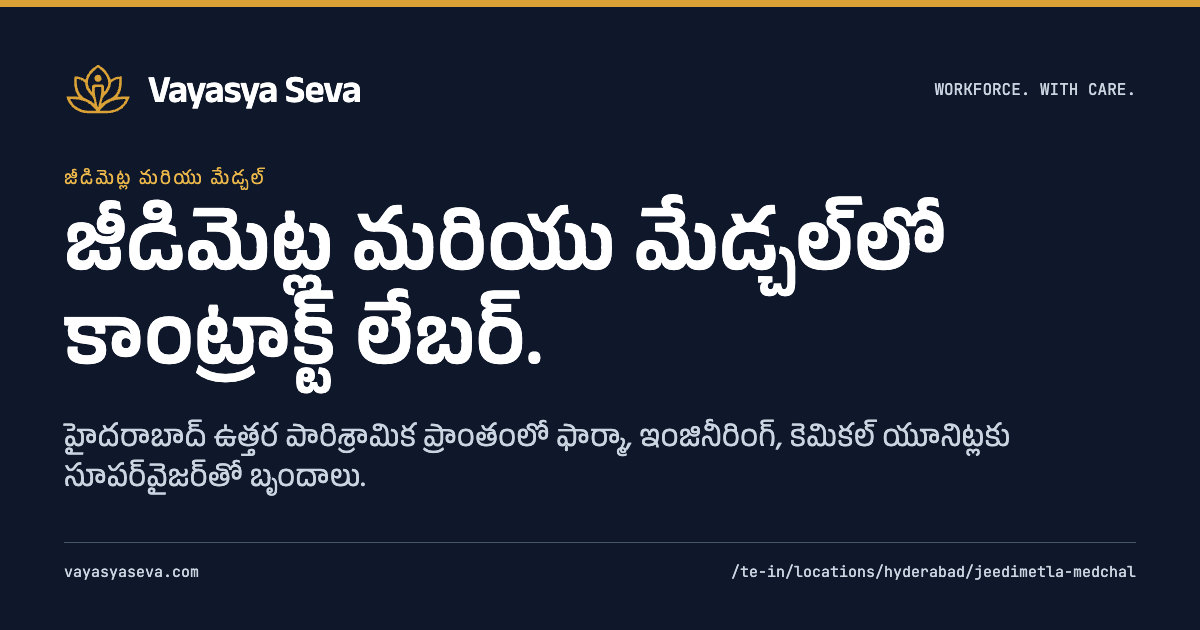 Vayasya Seva
WORKFORCE. WITH CARE.
జీడిమెట్ల మరియు మేడ్చల్
జీడిమెట్ల మరియు మేడ్చల్‌లో
కాంట్రాక్ట్ లేబర్.
హైదరాబాద్ ఉత్తర పారిశ్రామిక ప్రాంతంలో ఫార్మా, ఇంజినీరింగ్, కెమికల్ యూనిట్లకు
సూపర్‌వైజర్‌తో బృందాలు.
vayasyaseva.com
/te-in/locations/hyderabad/jeedimetla-medchal